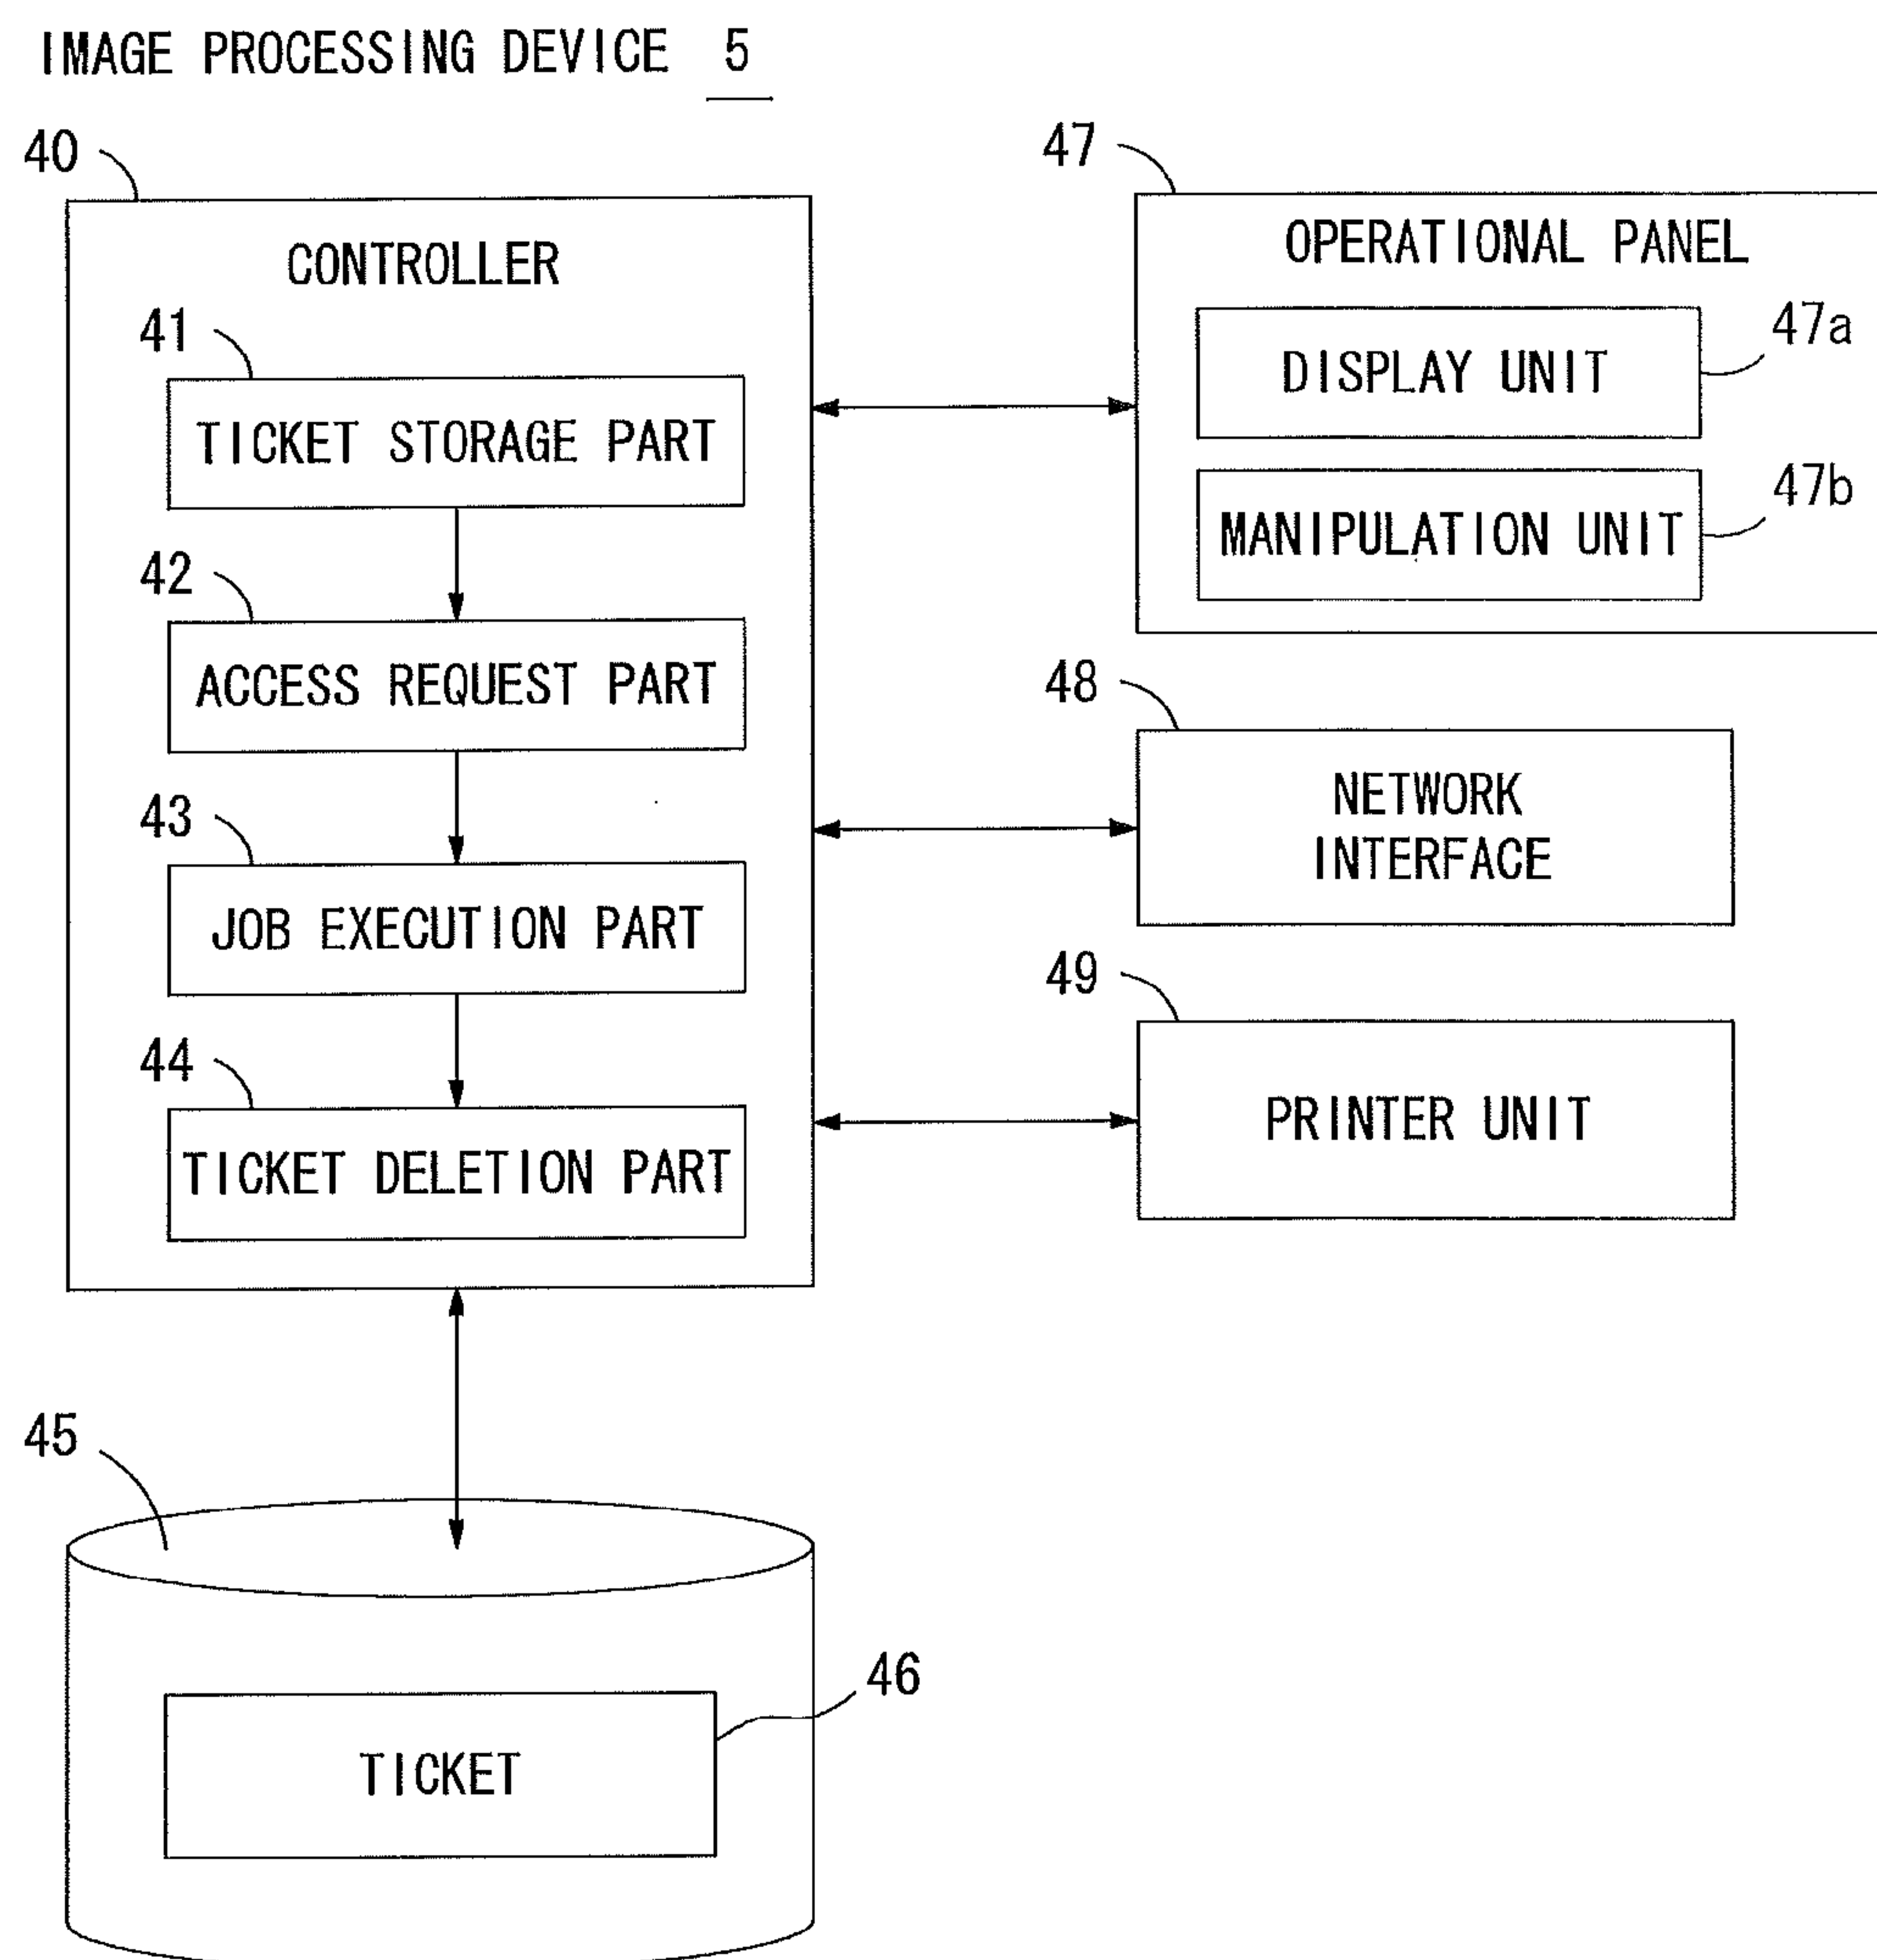 IMAGE PROCESSING DEVICE 5
40
CONTROLLER
41
TICKET STORAGE PART
42
ACCESS REQUEST PART
43
JOB EXECUTION PART
44
TICKET DELETION PART
47
OPERATIONAL PANEL
DISPLAY UNIT
47a
MANIPULATION UNIT
47b
48
NETWORK
INTERFACE
49
PRINTER UNIT
45
46
TICKET